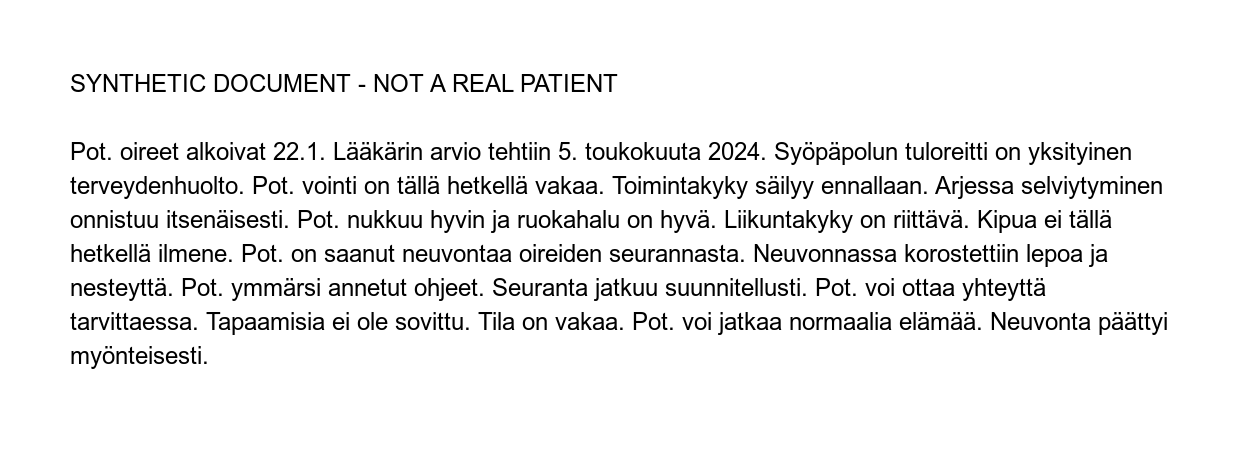 SYNTHETIC DOCUMENT - NOT A REAL PATIENT
Pot. oireet alkoivat 22.1. Lääkärin arvio tehtiin 5. toukokuuta 2024. Syöpäpolun tuloreitti on yksityinen
terveydenhuolto. Pot. vointi on tällä hetkellä vakaa. Toimintakyky säilyy ennallaan. Arjessa selviytyminen
onnistuu itsenäisesti. Pot. nukkuu hyvin ja ruokahalu on hyvä. Liikuntakyky on riittävä. Kipua ei tällä
hetkellä ilmene. Pot. on saanut neuvontaa oireiden seurannasta. Neuvonnassa korostettiin lepoa ja
nesteyttä. Pot. ymmärsi annetut ohjeet. Seuranta jatkuu suunnitellusti. Pot. voi ottaa yhteyttä
tarvittaessa. Tapaamisia ei ole sovittu. Tila on vakaa. Pot. voi jatkaa normaalia elämää. Neuvonta päättyi
myönteisesti.